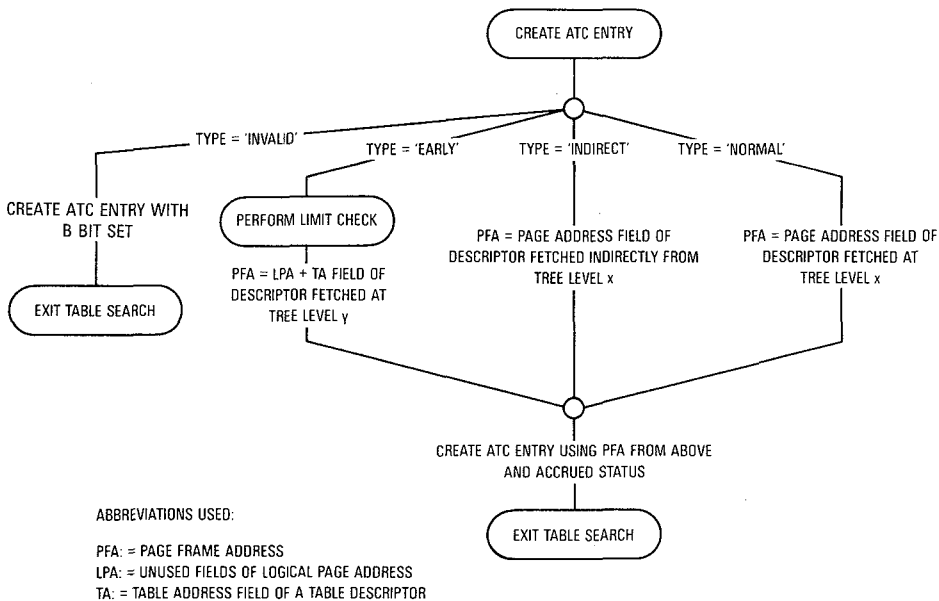 CREATE ATC ENTRY
TYPE = 'INVALID'
TYPE = 'EARLY'
TYPE = 'INDIRECT'
TYPE = 'NORMAL'
CREATE ATC ENTRY WITH
B BIT SET
EXIT TABLE SEARCH
PERFORM LIMIT CHECK
PFA = LPA + TA FIELD OF
DESCRIPTOR FETCHED AT
TREE LEVEL y
PFA = PAGE ADDRESS FIELD OF
DESCRIPTOR FETCHED INDIRECTLY FROM
TREE LEVEL x
PFA = PAGE ADDRESS FIELD OF
DESCRIPTOR FETCHED AT
TREE LEVEL x
CREATE ATC ENTRY USING PFA FROM ABOVE
AND ACCRUED STATUS
EXIT TABLE SEARCH
ABBREVIATIONS USED:
PFA: = PAGE FRAME ADDRESS
LPA: = UNUSED FIELDS OF LOGICAL PAGE ADDRESS
TA: = TABLE ADDRESS FIELD OF A TABLE DESCRIPTOR